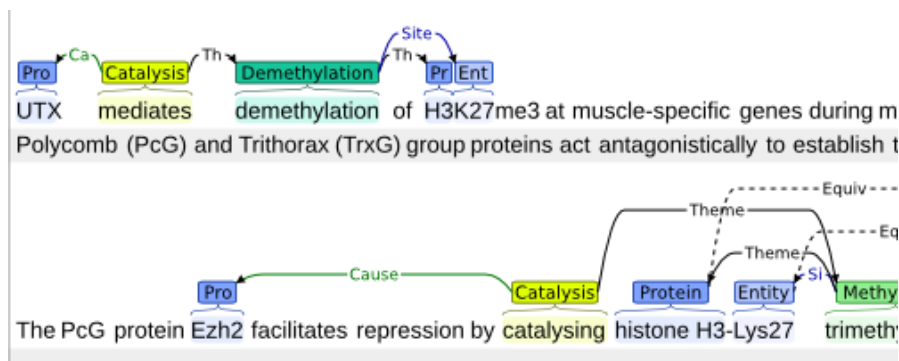 Site
Ca Th Th
Pro Catalysis Demethylation Pr Ent
UTX mediates demethylation of H3K27me3 at muscle-specific genes during m
Polycomb (PcG) and Trithorax (TrxG) group proteins act antagonistically to establish t
Equiv
Theme
Eq
Theme
Cause Si
Pro Catalysis Protein Entity Methy
The PcG protein Ezh2 facilitates repression by catalysing histone H3-Lys27 trimethy